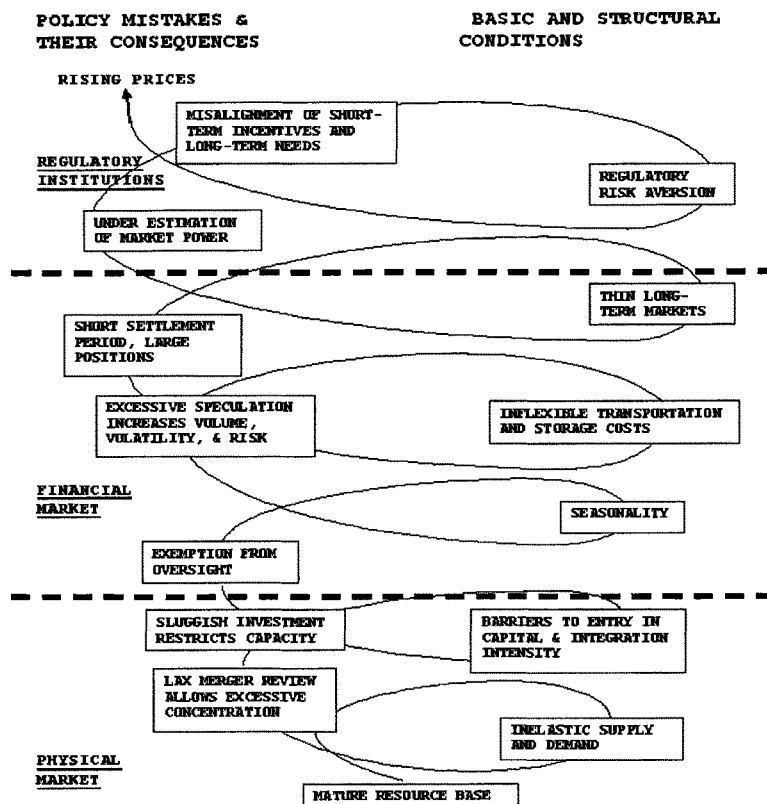 POLICY MISTAKES &
THEIR CONSEQUENCES
BASIC AND STRUCTURAL
CONDITIONS
RISING PRICES
MISALIGNMENT OF SHORT-
TERM INCENTIVES AND
LONG-TERM NEEDS
REGULATORY
INSTITUTIONS
REGULATORY
RISK AVERSION
UNDER ESTIMATION
OF MARKET POWER
THIN LONG-
TERM MARKETS
SHORT SETTLEMENT
PERIOD, LARGE
POSITIONS
EXCESSIVE SPECULATION
INCREASES VOLUME,
VOLATILITY, & RISK
INFLEXIBLE TRANSPORTATION
AND STORAGE COSTS
FINANCIAL
MARKET
SEASONALITY
EXEMPTION FROM
OVERSIGHT
SLUGGISH INVESTMENT
RESTRICTS CAPACITY
BARRIERS TO ENTRY IN
CAPITAL & INTEGRATION
INTENSITY
LAX MERGER REVIEW
ALLOWS EXCESSIVE
CONCENTRATION
INELASTIC SUPPLY
AND DEMAND
PHYSICAL
MARKET
MATURE RESOURCE BASE